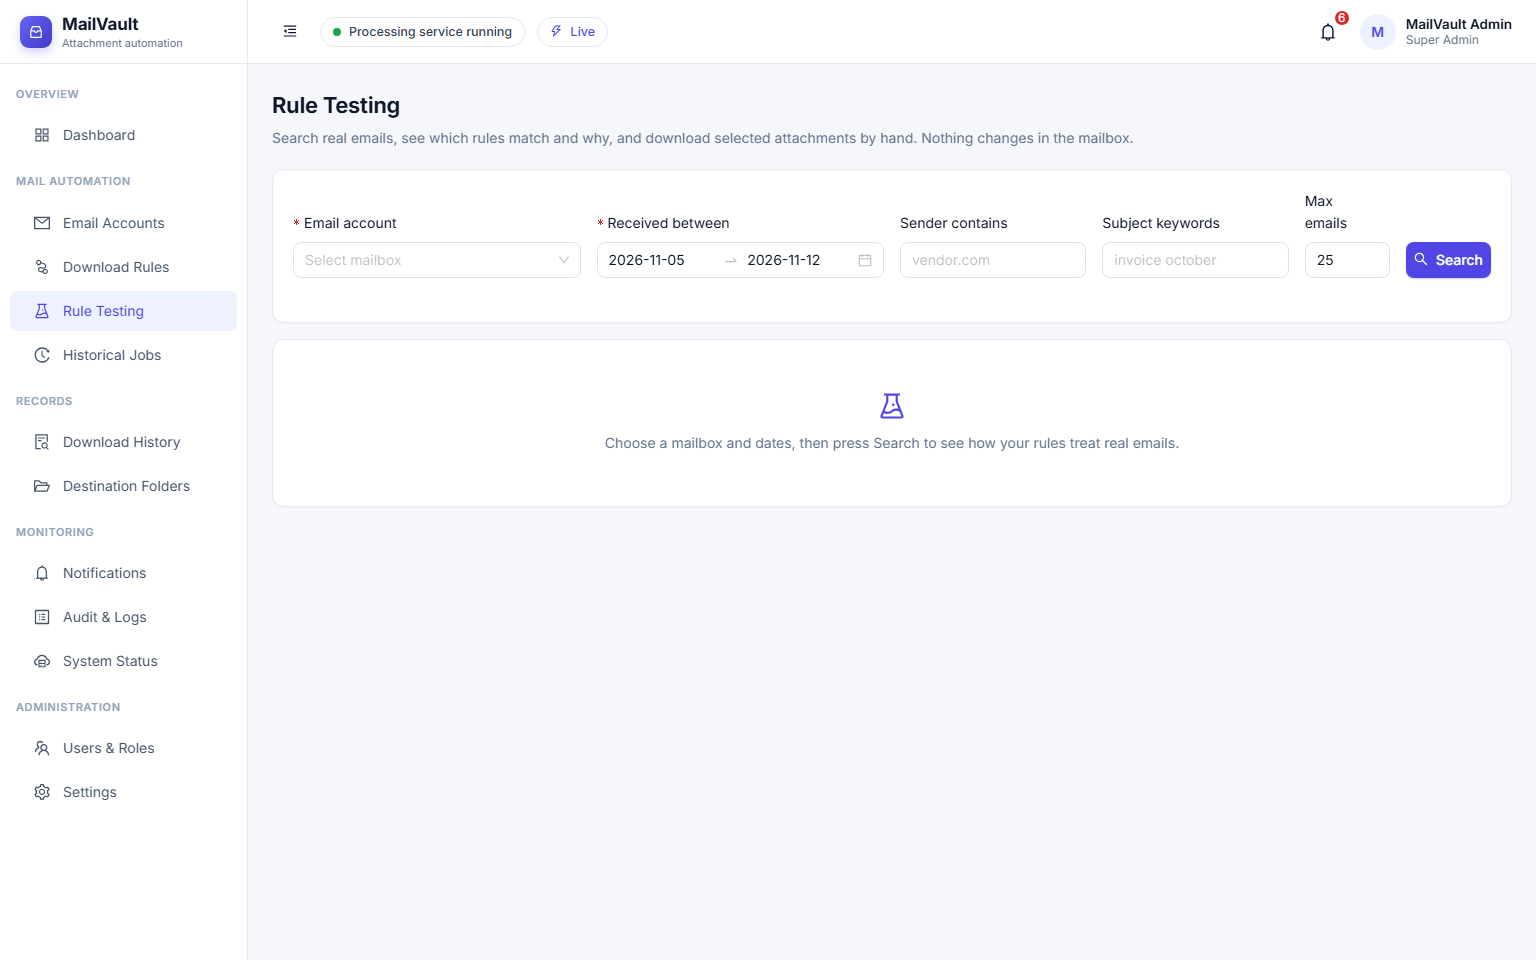 MailVault
Attachment automation
Processing service running
Live
6
M
MailVault Admin
Super Admin
OVERVIEW
Dashboard
MAIL AUTOMATION
Email Accounts
Download Rules
Rule Testing
Historical Jobs
RECORDS
Download History
Destination Folders
MONITORING
Notifications
Audit & Logs
System Status
ADMINISTRATION
Users & Roles
Settings
Rule Testing
Search real emails, see which rules match and why, and download selected attachments by hand. Nothing changes in the mailbox.
* Email account
Select mailbox
* Received between
2026-11-05 → 2026-11-12
Sender contains
vendor.com
Subject keywords
invoice october
Max
emails
25
Search
Choose a mailbox and dates, then press Search to see how your rules treat real emails.